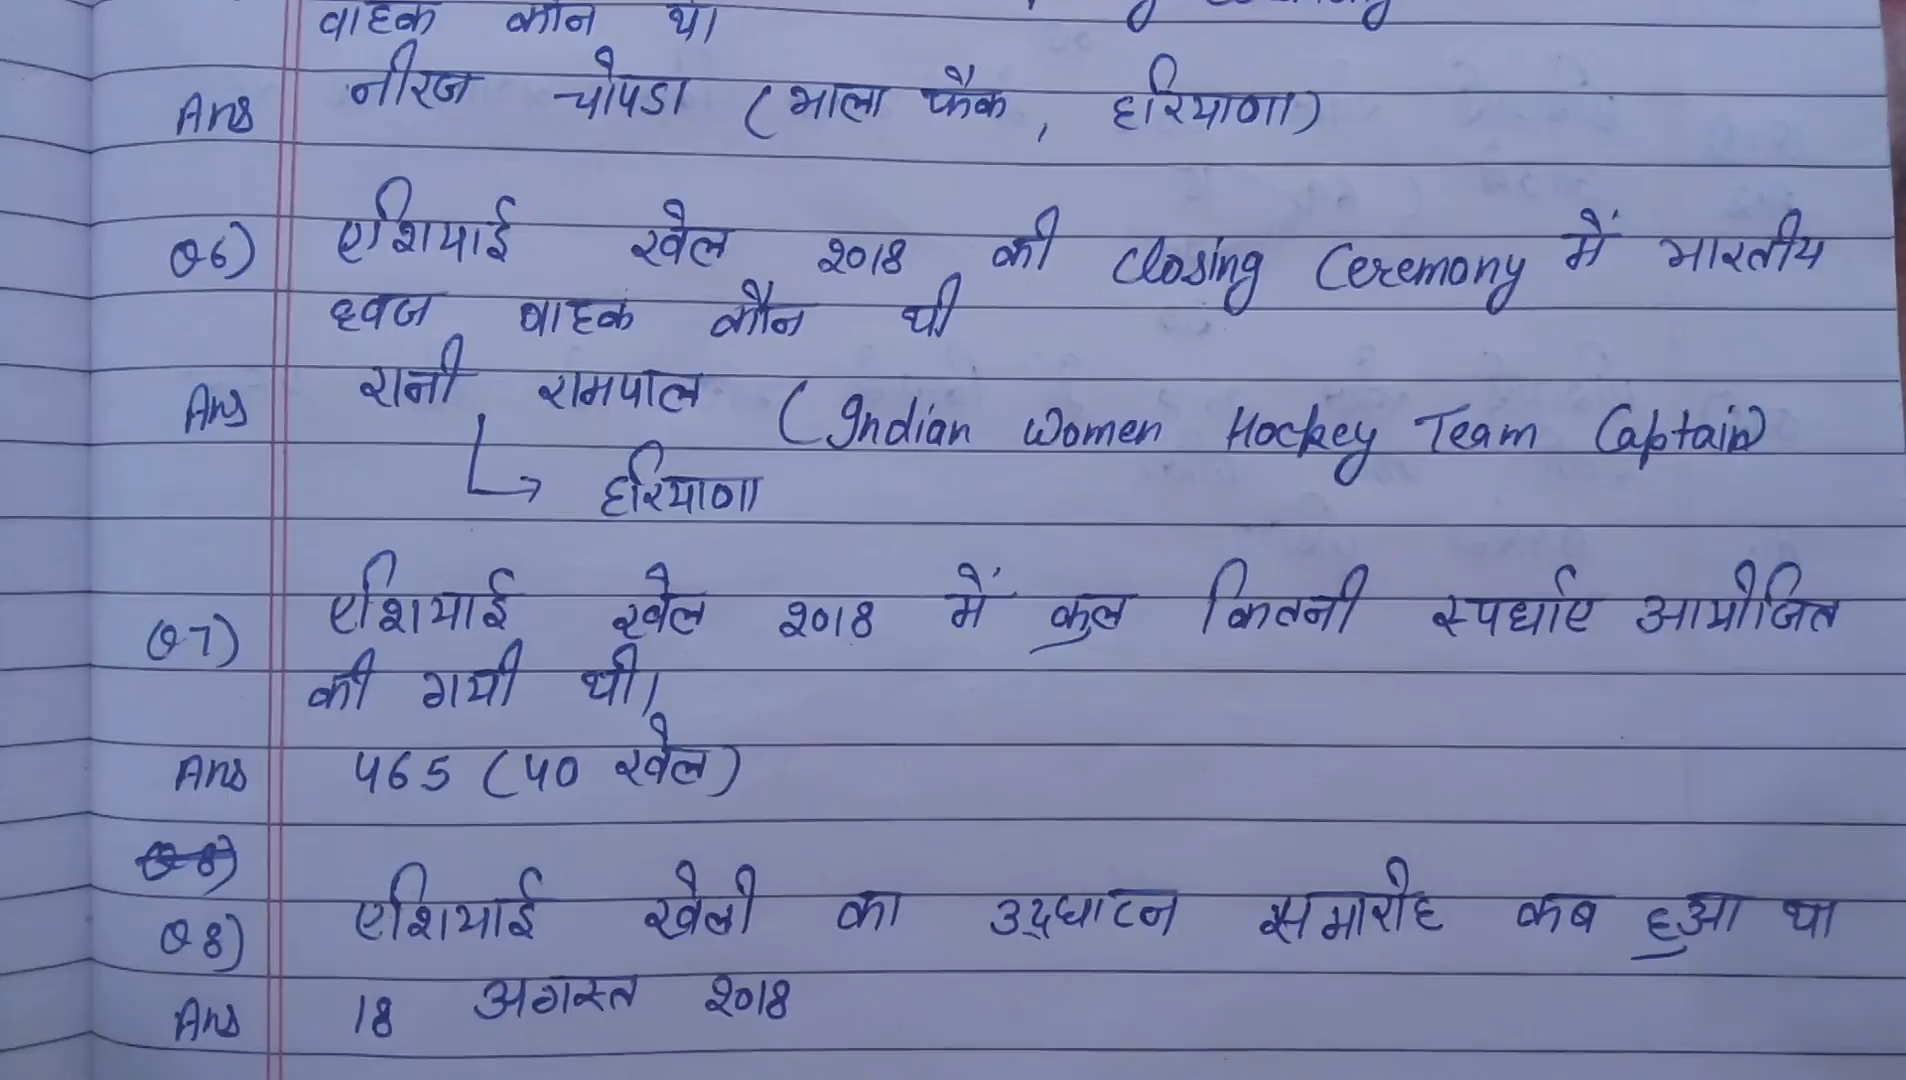 वाहक कौन था
Ans नीरज चोपडा (भाला फैक, हरियाणा)
Q6) एशियाई खेल 2018 की Closing Ceremony में भारतीय
ध्वज वाहक कौन थी
Ans रानी रामपाल (Indian Women Hockey Team Captain)
↳ हरियाणा
Q7) एशियाई खेल 2018 में कुल कितनी स्पर्धाए आयोजित
की गयी थी।
Ans 465 (40 खेल)
Q8)
Q8) एशियाई खेलो का उद्घाटन समारोह कब हुआ था
Ans 18 अगस्त 2018